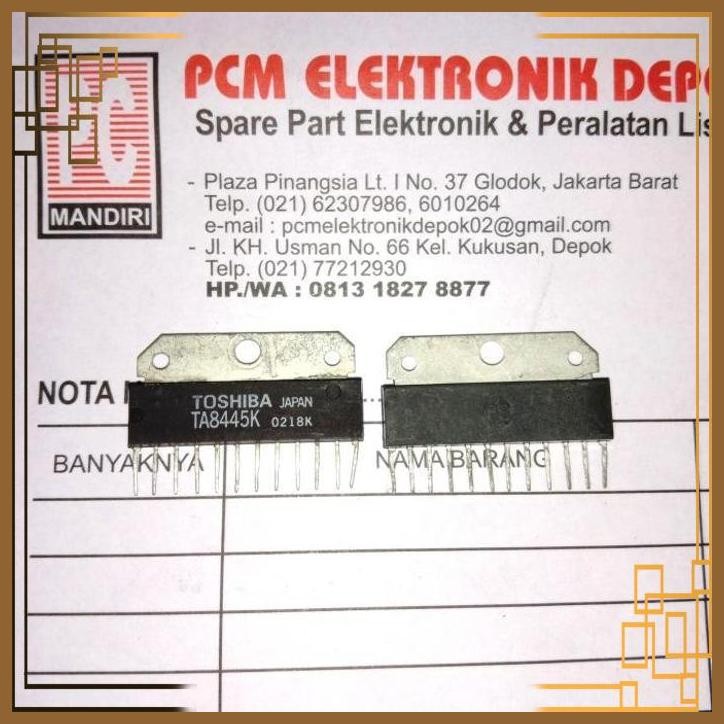 PCM ELEKTRONIK
Spare Part Elektronik & Peralatan
PC
MANDIRI
- Plaza Pinangsia Lt. I No. 37 Glodok, Jakarta Barat
Telp. (021) 62307986, 6010264
e-mail : pcmelektronikdepok02@gmail.com
- Jl. KH. Usman No. 66 Kel. Kukusan, Depok
Telp. (021) 77212930
HP./WA : 0813 1827 8877
NOTA
TOSHIBA JAPAN
TA8445K 0218K
BANYAKNYA NAMA BARANG